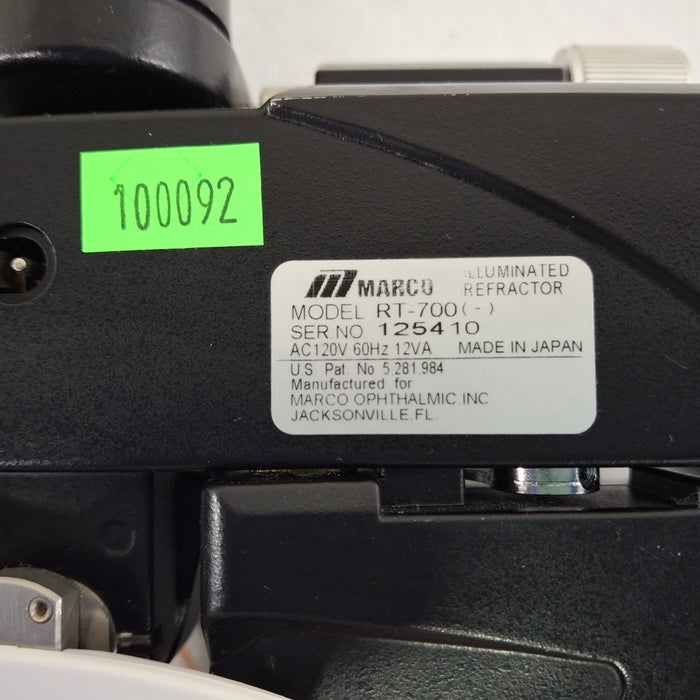 100092
MARCO
ILLUMINATED
REFRACTOR
MODEL RT-700(-)
SER NO 125410
AC120V 60Hz 12VA MADE IN JAPAN
U.S. Pat. No 5.281.984
Manufactured for
MARCO OPHTHALMIC.INC
JACKSONVILLE.FL.